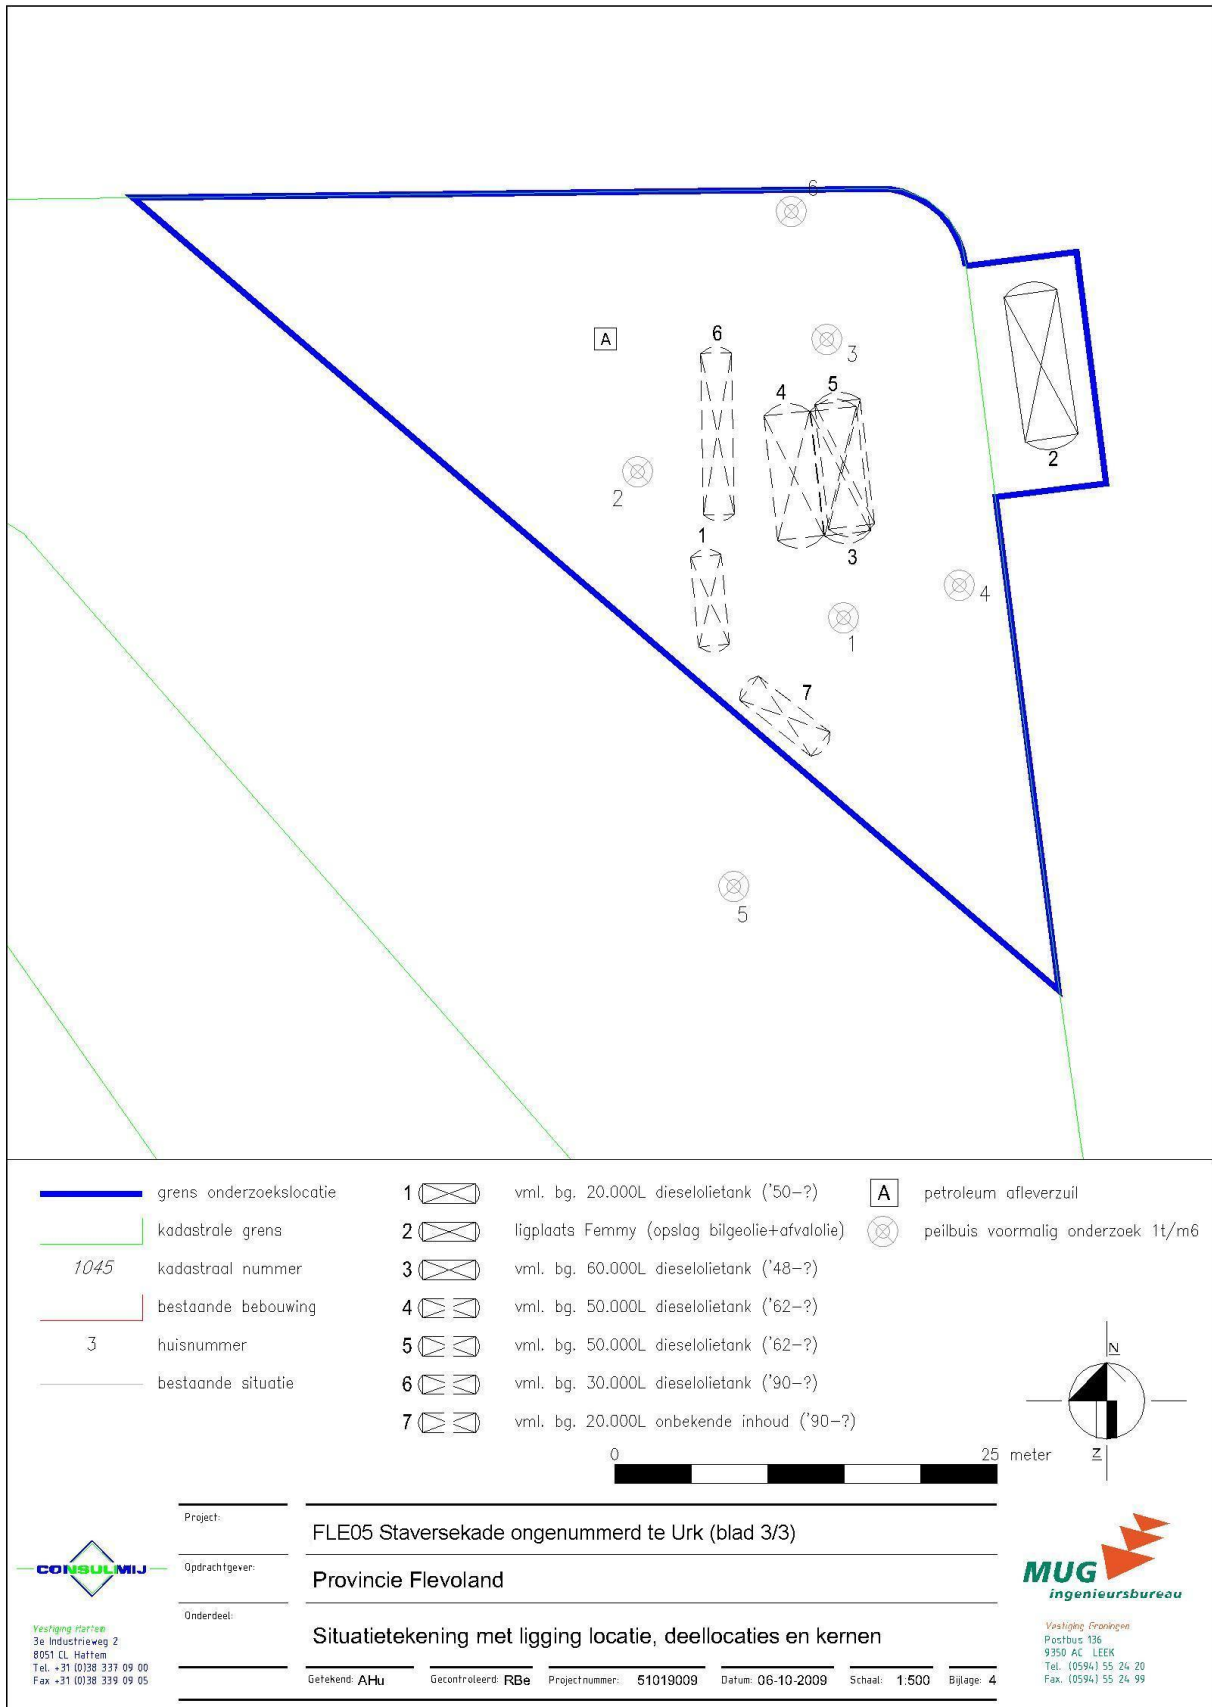 6
A
6
3
5
4
2
2
1
3
4
1
7
5
grens onderzoekslocatie
kadastrale grens
1045 kadastraal nummer
bestaande bebouwing
3 huisnummer
bestaande situatie
1 vml. bg. 20.000L dieselolietank ('50-?)
2 ligplaats Femmy (opslag bilgeolie+afvalolie)
3 vml. bg. 60.000L dieselolietank ('48-?)
4 vml. bg. 50.000L dieselolietank ('62-?)
5 vml. bg. 50.000L dieselolietank ('62-?)
6 vml. bg. 30.000L dieselolietank ('90-?)
7 vml. bg. 20.000L onbekende inhoud ('90-?)
A petroleum afleverzuil
peilbuis voormalig onderzoek 1t/m6
N
Z
0 25 meter
Project: FLE05 Staversekade ongenummerd te Urk (blad 3/3)
Opdrachtgever: Provincie Flevoland
Onderdeel: Situatietekening met ligging locatie, deellocaties en kernen
Getekend: AHu Gecontroleerd: RBe Projectnummer: 51019009 Datum: 06-10-2009 Schaal: 1:500 Bijlage: 4
CONSULMIJ
Vestiging Hattem
3e Industrieweg 2
8051 CL Hattem
Tel. +31 (0)38 337 09 00
Fax +31 (0)38 339 09 05
MUG
ingenieursbureau
Vestiging Groningen
Postbus 136
9350 AC LEEK
Tel. (0594) 55 24 20
Fax. (0594) 55 24 99